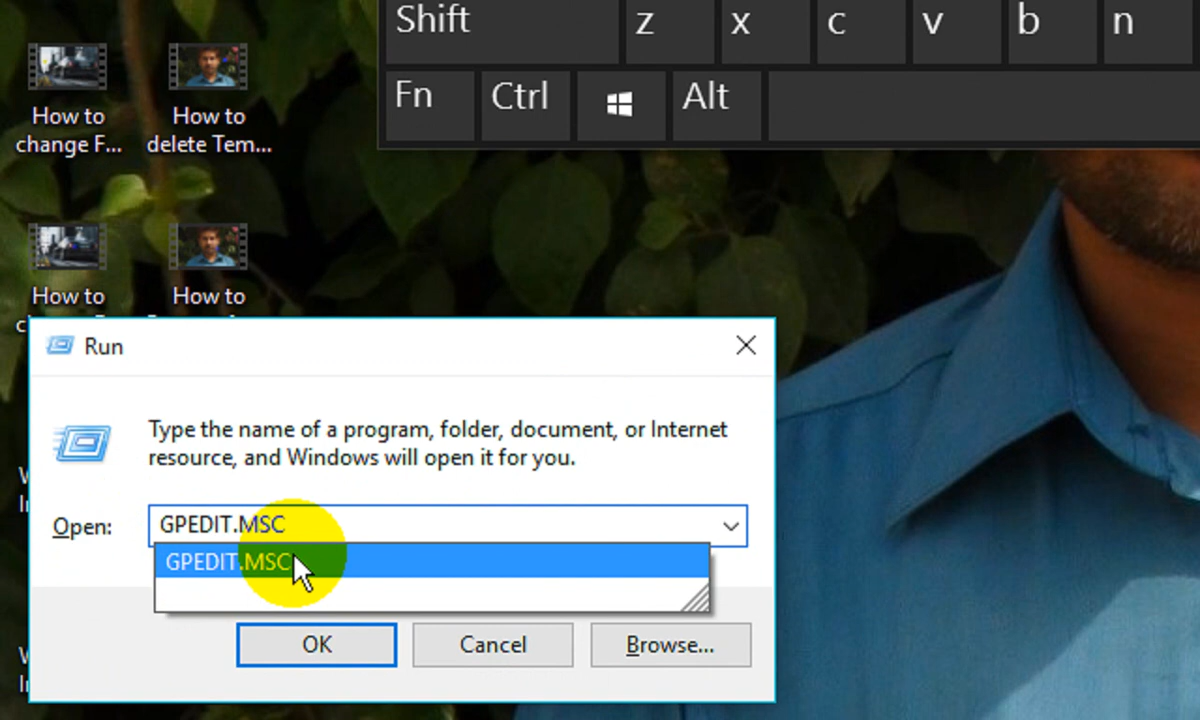 Shift z x c v b n
Fn Ctrl Alt
How to
change F...
How to
delete Tem...
How to
How to
Run
Type the name of a program, folder, document, or Internet
resource, and Windows will open it for you.
Open: GPEDIT.MSC
GPEDIT.MSC
OK Cancel Browse...